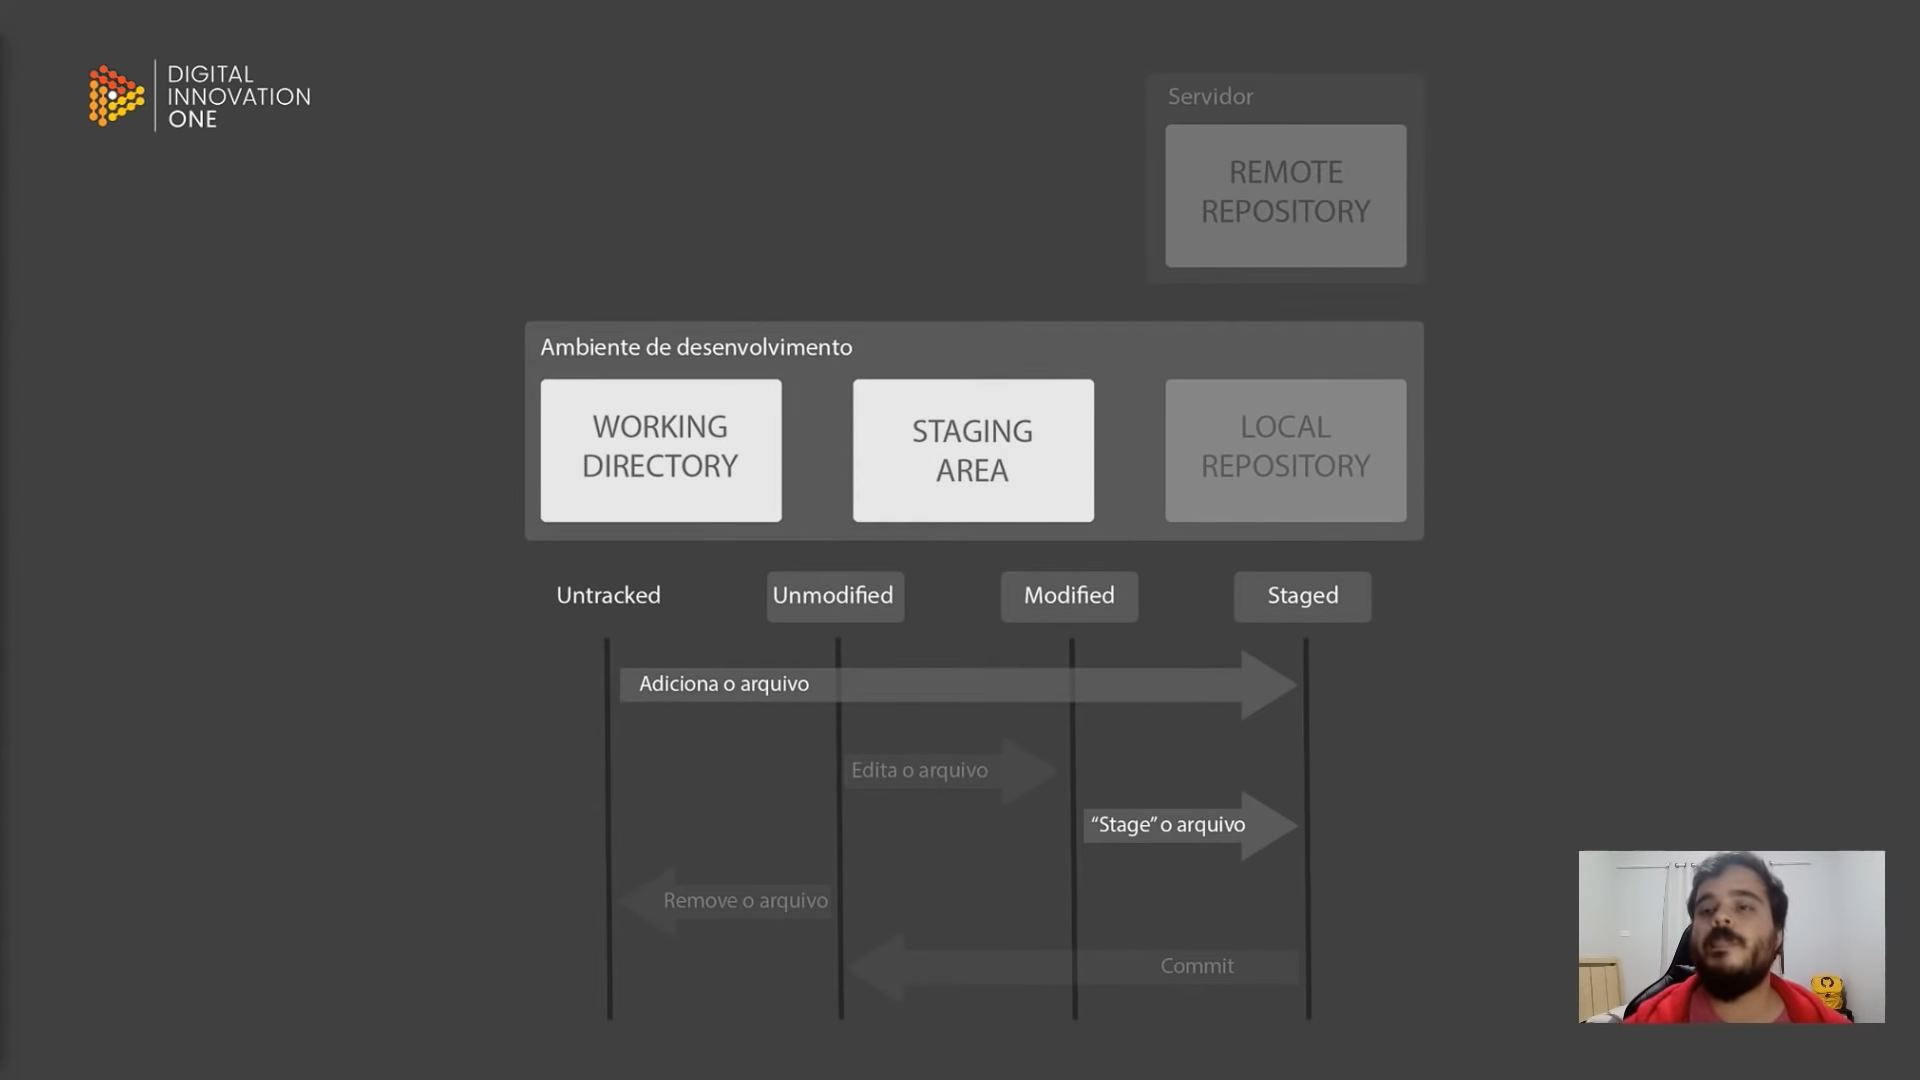 DIGITAL
INNOVATION
ONE
Servidor
REMOTE
REPOSITORY
Ambiente de desenvolvimento
WORKING
DIRECTORY
STAGING
AREA
LOCAL
REPOSITORY
Untracked
Unmodified
Modified
Staged
Adiciona o arquivo
Edita o arquivo
“Stage” o arquivo
Remove o arquivo
Commit